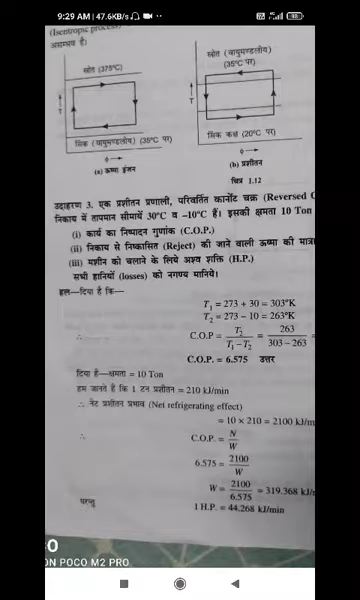 9:29 AM | 47.6KB/s
(Isentropic process)
असम्भव है।
स्रोत (375°C)
T
सिंक (वायुमण्डलीय) (35°C पर)
ϕ
(a) ऊष्मा इंजन
स्रोत (वायुमण्डलीय)
(35°C पर)
T
सिंक कक्ष (20°C पर)
ϕ
(b) प्रशीतन
चित्र 1.12
उदाहरण 3. एक प्रशीतन प्रणाली, परिवर्तित कार्नोट चक्र (Reversed C
निकाय में तापमान सीमायें 30°C व –10°C हैं। इसकी क्षमता 10 Ton
(i) कार्य का निष्पादन गुणांक (C.O.P.)
(ii) निकाय से निष्कासित (Reject) की जाने वाली ऊष्मा की मात्रा
(iii) मशीन को चलाने के लिये अश्व शक्ति (H.P.)
सभी हानियों (losses) को नगण्य मानिये।
हल—दिया है कि—
T₁ = 273 + 30 = 303°K
T₂ = 273 – 10 = 263°K
∴ C.O.P = T₂ / (T₁ – T₂) = 263 / (303 – 263) =
C.O.P. = 6.575 उत्तर
दिया है—क्षमता = 10 Ton
हम जानते हैं कि 1 टन प्रशीतन = 210 kJ/min
∴ नेट प्रशीतन प्रभाव (Net refrigerating effect)
= 10 × 210 = 2100 kJ/m
∴ C.O.P. = N / W
6.575 = 2100 / W
W = 2100 / 6.575 = 319.368 kJ/
परन्तु 1 H.P. = 44.268 kJ/min
ON POCO M2 PRO